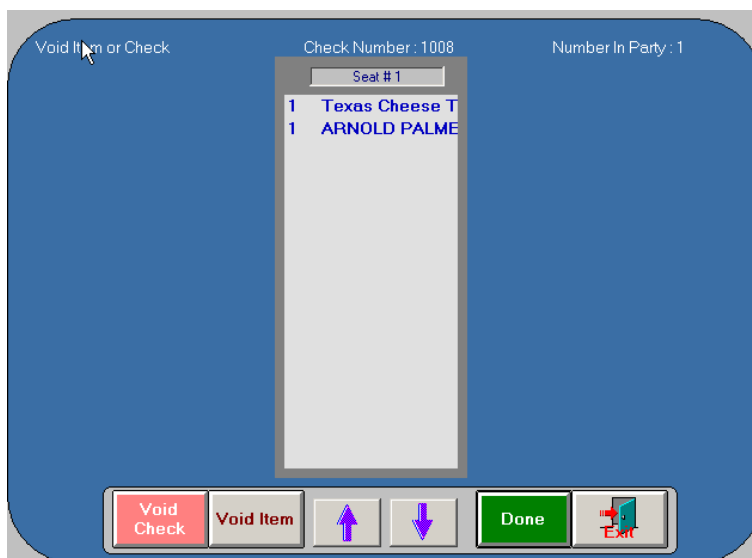 Void Item or Check
Check Number : 1008
Number In Party : 1
Seat # 1
1 Texas Cheese T
1 ARNOLD PALME
Void Check
Void Item
Done
Exit